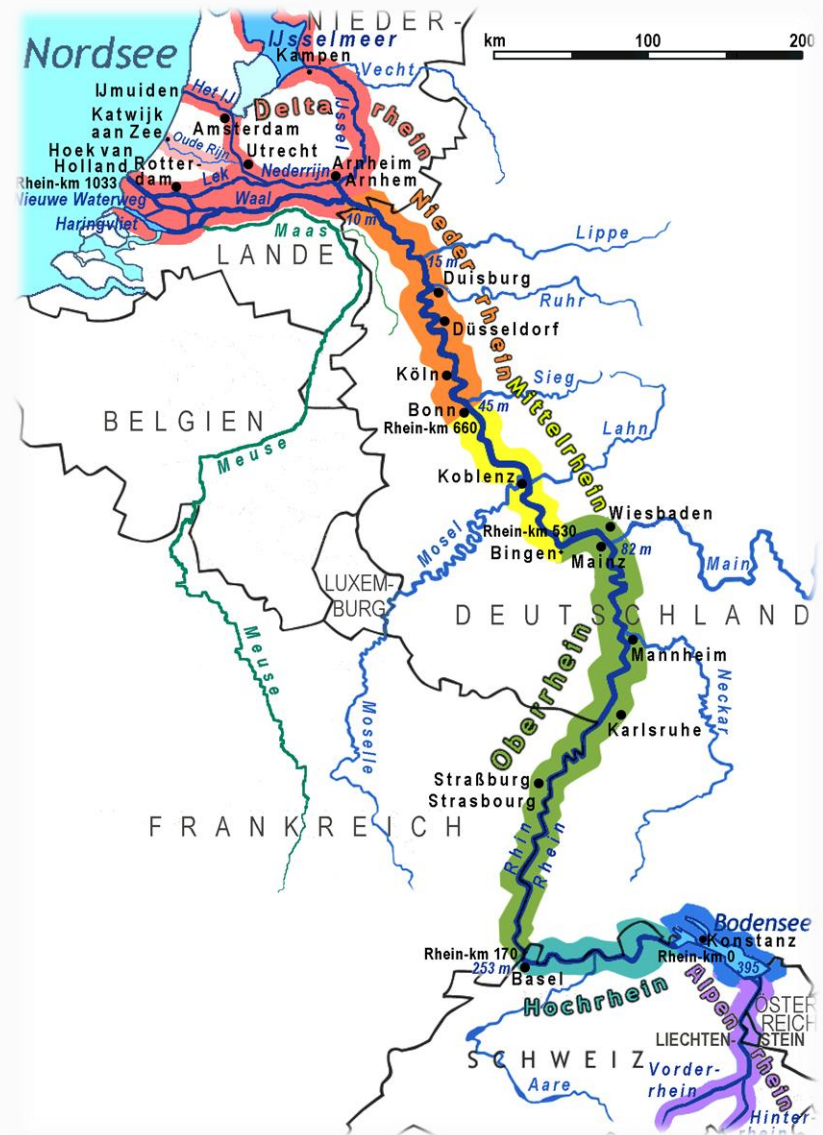 NIEDER-
Nordsee
IJsselmeer
km 100 200
Kampen
Vecht
IJmuiden
Het IJ
Delta
rhein
IJssel
Katwijk
aan Zee
Amsterdam
Oude Rijn
Utrecht
Hoek van
Holland
Rotter-
dam
Lek
Nederrijn
Arnheim
Arnhem
Rhein-km 1033
Nieuwe Waterweg
Waal
Haringvliet
10 m
Maas
LANDE
Nieder
rhein
Lippe
15 m
Duisburg
Ruhr
Düsseldorf
Köln
Sieg
Bonn
45 m
Rhein-km 660
Mittelrhein
Lahn
BELGIEN
Meuse
Koblenz
Wiesbaden
Rhein-km 530
Mosel
Bingen
Mainz
82 m
Main
LUXEM-
BURG
DEUTSCHLAND
Meuse
Oberrhein
Mannheim
Neckar
Moselle
Karlsruhe
Straßburg
Strasbourg
FRANKREICH
Rhin
Rhein
Bodensee
Konstanz
Rhein-km 170
Rhein-km 0
253 m
395
Basel
Hochrhein
Alpen
rhein
ÖSTER
REICH
LIECHTEN-
STEIN
SCHWEIZ
Vorder-
rhein
Aare
Hinter-
rhein